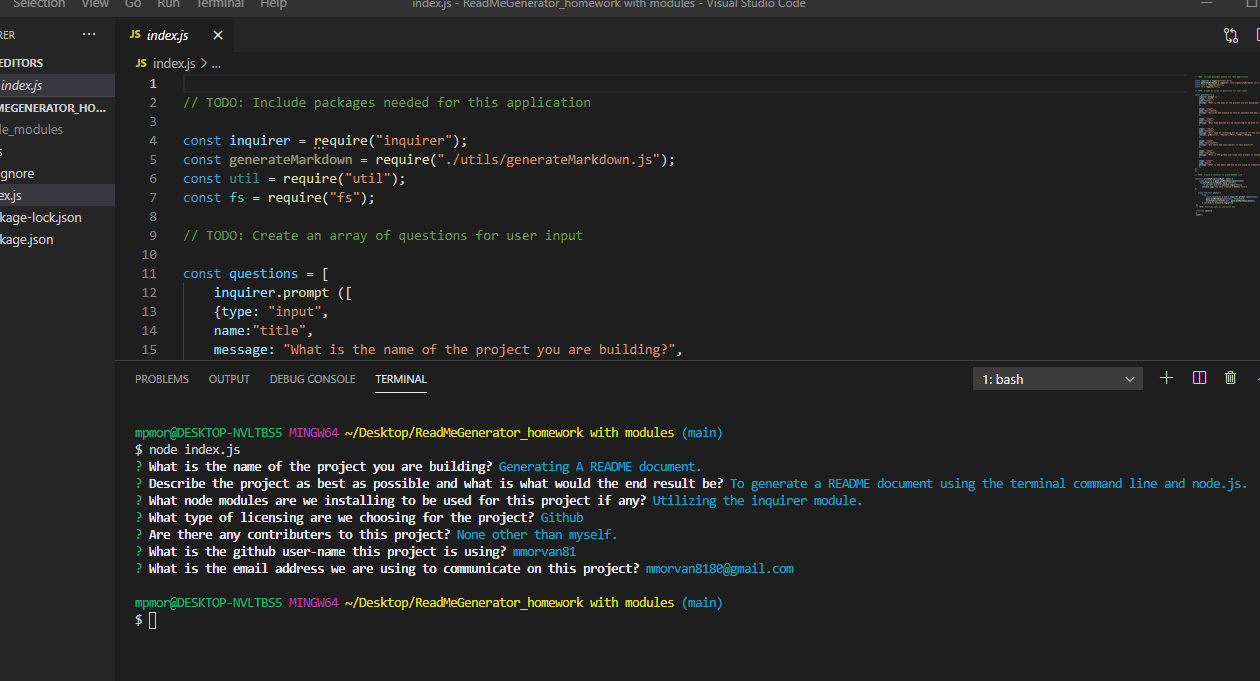 Selection View Go Run Terminal Help index.js - ReadMeGenerator_homework with modules - Visual Studio Code
RER ···
EDITORS
index.js
MEGENERATOR_HO...
le_modules
s
gnore
ex.js
kage-lock.json
kage.json
JS index.js ×
JS index.js > ...
1
2 // TODO: Include packages needed for this application
3
4 const inquirer = require("inquirer");
5 const generateMarkdown = require("./utils/generateMarkdown.js");
6 const util = require("util");
7 const fs = require("fs");
8
9 // TODO: Create an array of questions for user input
10
11 const questions = [
12 inquirer.prompt ([
13 {type: "input",
14 name:"title",
15 message: "What is the name of the project you are building?",
PROBLEMS OUTPUT DEBUG CONSOLE TERMINAL 1: bash
mpmor@DESKTOP-NVLTBS5 MINGW64 ~/Desktop/ReadMeGenerator_homework with modules (main)
$ node index.js
? What is the name of the project you are building? Generating A README document.
? Describe the project as best as possible and what is what would the end result be? To generate a README document using the terminal command line and node.js.
? What node modules are we installing to be used for this project if any? Utilizing the inquirer module.
? What type of licensing are we choosing for the project? Github
? Are there any contributers to this project? None other than myself.
? What is the github user-name this project is using? mmorvan81
? What is the email address we are using to communicate on this project? mmorvan8180@gmail.com
mpmor@DESKTOP-NVLTBS5 MINGW64 ~/Desktop/ReadMeGenerator_homework with modules (main)
$